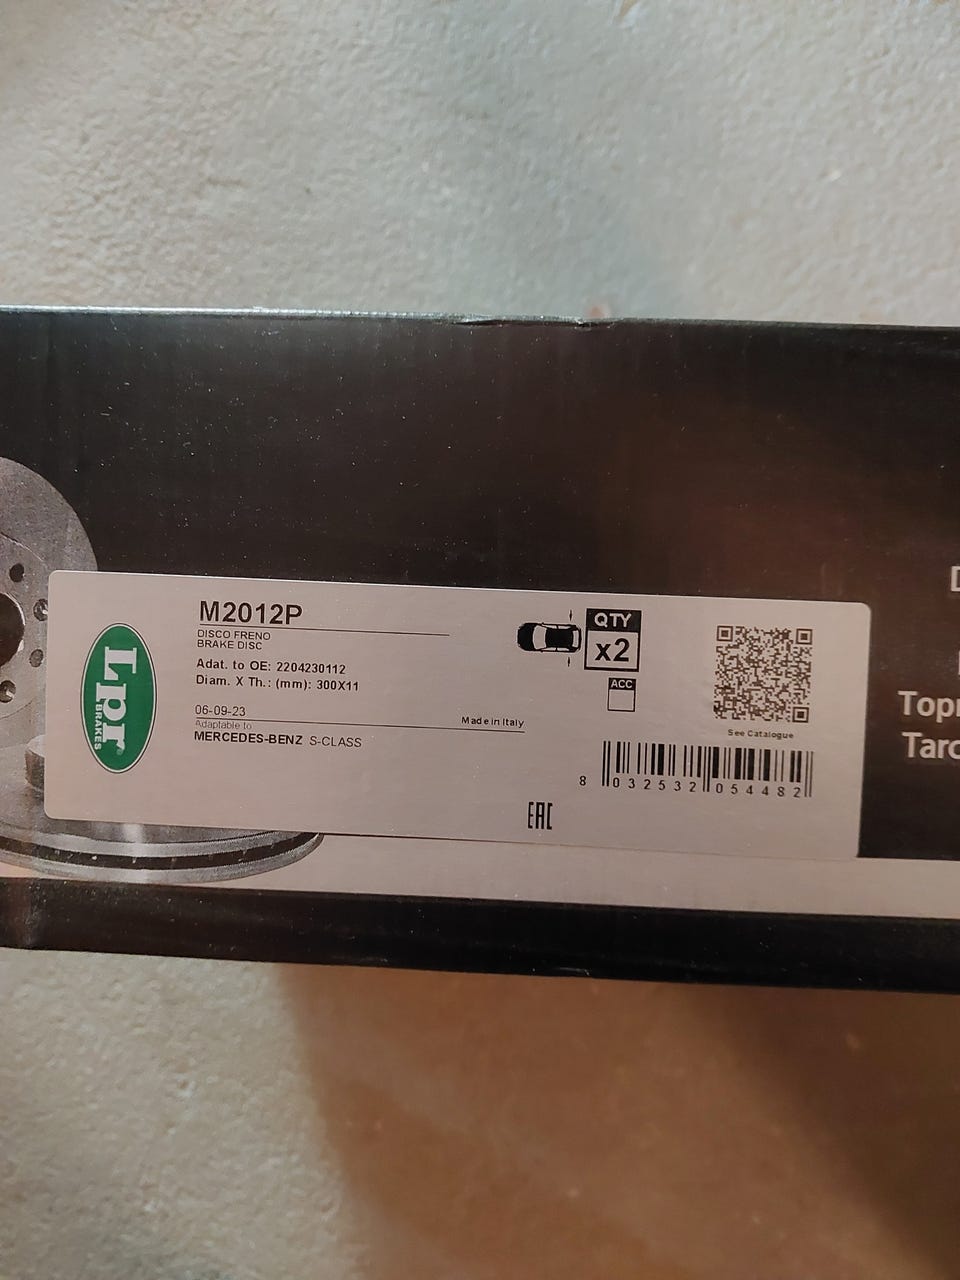 M2012P
DISCO FRENO
BRAKE DISC
Adat. to OE: 2204230112
Diam. X Th.: (mm): 300X11
06-09-23
Made in Italy
Adaptable to
MERCEDES-BENZ S-CLASS
Lpr
BRAKES
QTY
x2
ACC
See Catalogue
8 032532 054482
EAC
D
Topr
Tarc